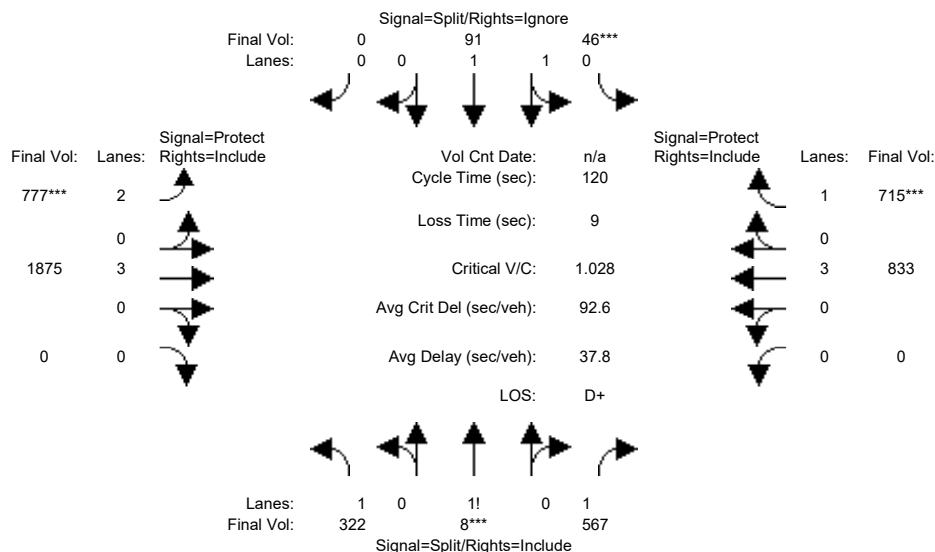 Signal=Split/Rights=Ignore
Final Vol: 0 91 46***
Lanes: 0 0 1 1 0
Signal=Protect
Final Vol: Lanes: Rights=Include
Vol Cnt Date: n/a
Signal=Protect
Rights=Include Lanes: Final Vol:
Cycle Time (sec): 120
777*** 2
1 715***
Loss Time (sec): 9
0
0
1875 3
Critical V/C: 1.028
3 833
0
Avg Crit Del (sec/veh): 92.6
0
0 0
Avg Delay (sec/veh): 37.8
0 0
LOS: D+
Lanes: 1 0 1! 0 1
Final Vol: 322 8*** 567
Signal=Split/Rights=Include